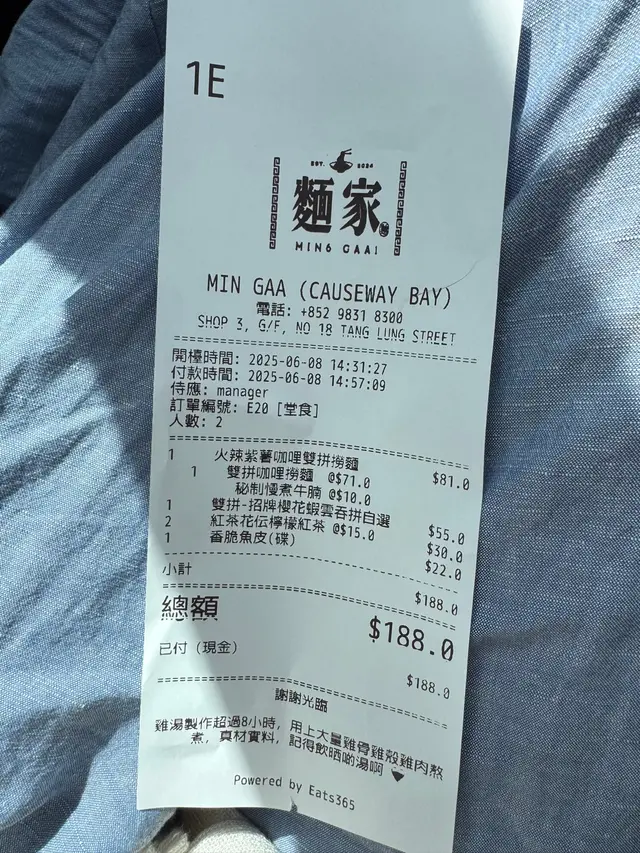 1E
EST. 2024
麵家
MING GAA!
MIN GAA (CAUSEWAY BAY)
電話: +852 9831 8300
SHOP 3, G/F, NO 18 TANG LUNG STREET
開檯時間: 2025-06-08 14:31:27
付款時間: 2025-06-08 14:57:09
侍應: manager
訂單編號: E20 [堂食]
人數: 2
1 火辣紫薯咖哩雙拼撈麵 $81.0
1 雙拼咖哩撈麵 @$71.0
秘制慢煮牛腩 @$10.0
1 雙拼-招牌櫻花蝦雲吞拼自選 $55.0
2 紅茶花伝檸檬紅茶 @$15.0 $30.0
1 香脆魚皮(碟) $22.0
小計 $188.0
總額 $188.0
已付 (現金) $188.0
謝謝光臨
雞湯製作超過8小時, 用上大量雞骨雞殼雞肉熬
煮, 真材實料, 記得飲晒啲湯啊
Powered by Eats365